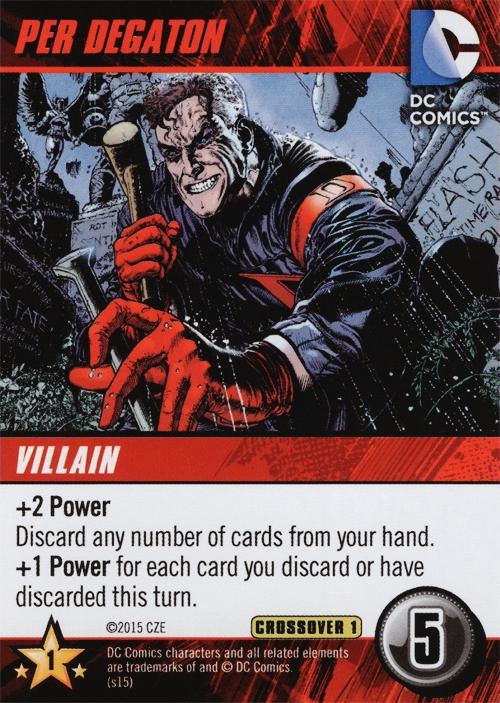 PER DEGATON
DC
COMICS™
FLASH
FATE
VILLAIN
+2 Power
Discard any number of cards from your hand.
+1 Power for each card you discard or have
discarded this turn.
©2015 CZE
CROSSOVER 1
5
1
DC Comics characters and all related elements
are trademarks of and © DC Comics.
(s15)